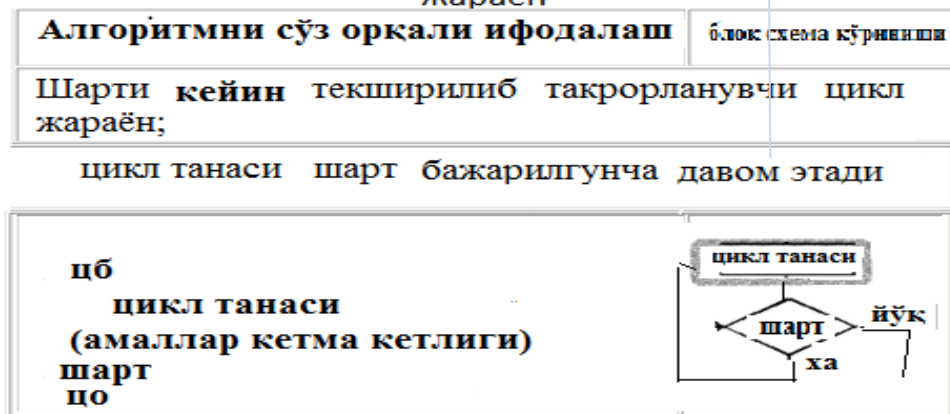 жараён
Алгоритмни сўз орқали ифодалаш
блок схема кўриниши
Шарти кейин текширилиб такрорланувчи цикл
жараён;
цикл танаси шарт бажарилгунча давом этади
цб
цикл танаси
(амаллар кетма кетлиги)
шарт
цо
цикл танаси
шарт
йўқ
ха